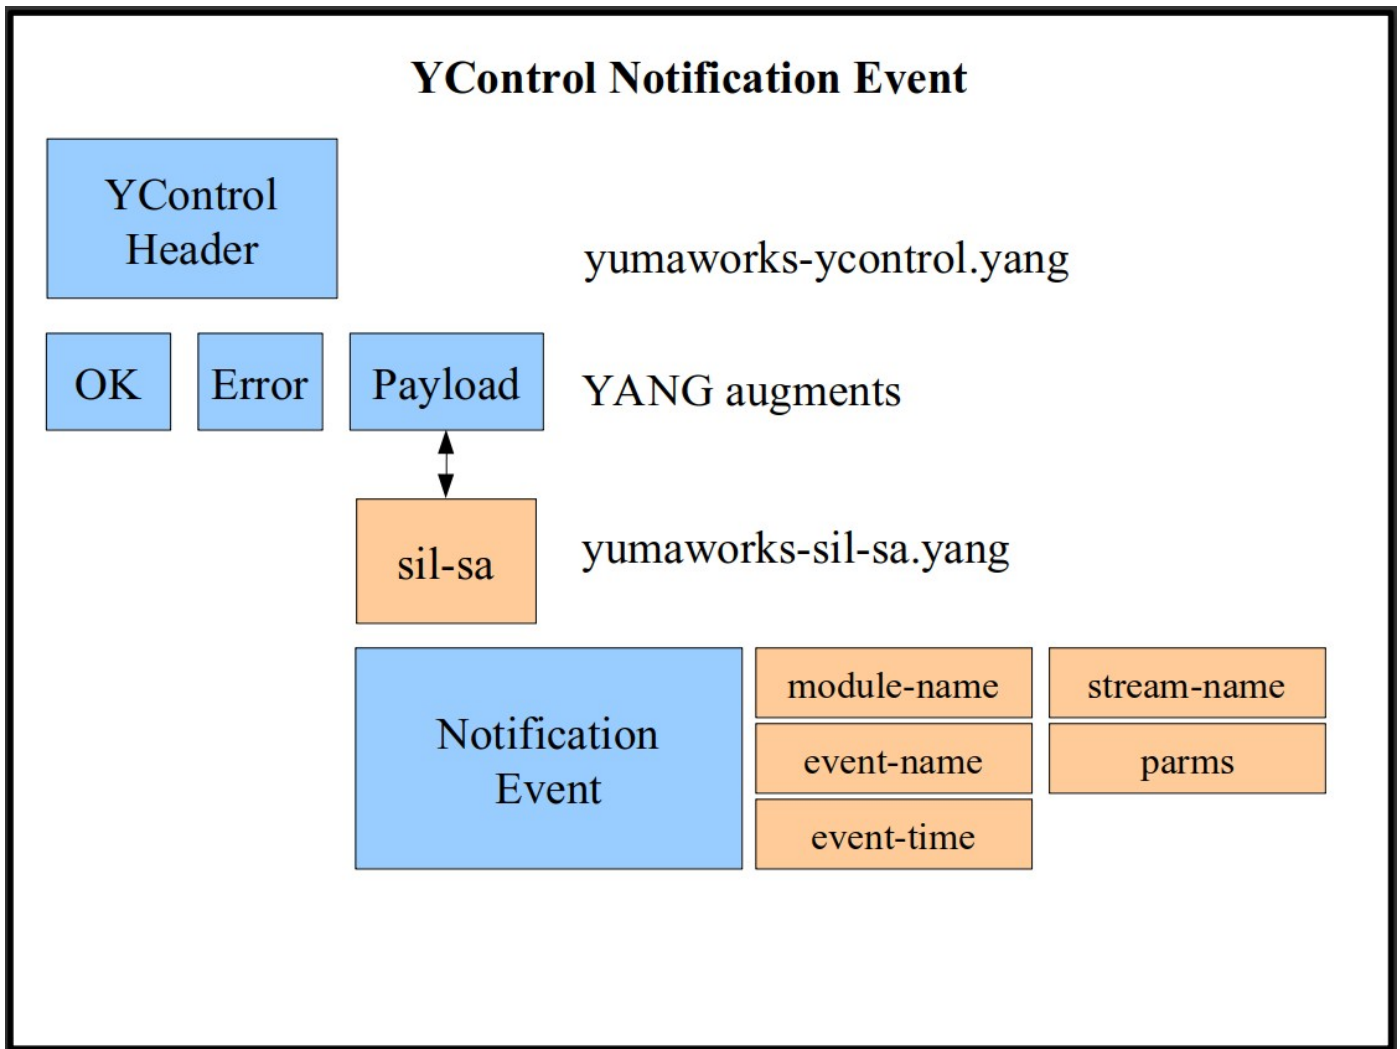 YControl Notification Event
YControl
Header
yumaworks-ycontrol.yang
OK
Error
Payload
YANG augments
sil-sa
yumaworks-sil-sa.yang
Notification
Event
module-name
stream-name
event-name
parms
event-time